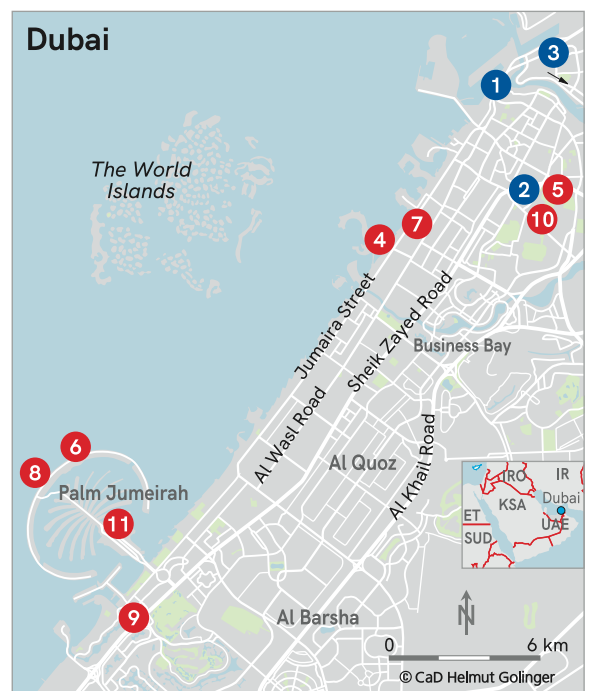 Dubai
3
1
The World
Islands
2
5
10
7
4
Jumaira Street
Sheik Zayed Road
Business Bay
Al Wasl Road
Al Khail Road
6
Al Quoz
8
Palm Jumeirah
11
IRQ
IR
KSA
Dubai
ET
UAE
SUD
9
Al Barsha
N
0
6 km
© CaD Helmut Golinger